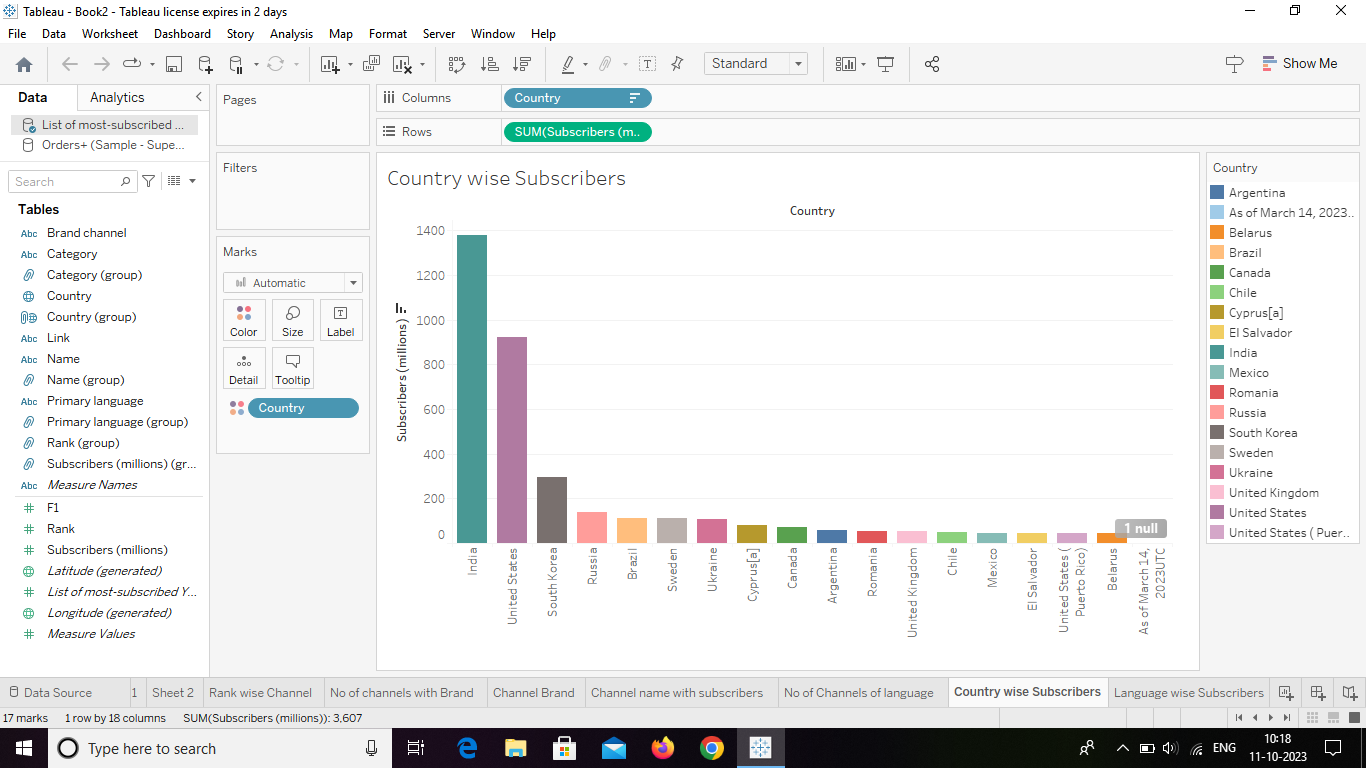 Tableau - Book2 - Tableau license expires in 2 days
File Data Worksheet Dashboard Story Analysis Map Format Server Window Help
Standard
Show Me
Data Analytics
List of most-subscribed ...
Orders+ (Sample - Supe...
Search
Tables
Abc Brand channel
Abc Category
Category (group)
Country
Country (group)
Abc Link
Abc Name
Name (group)
Abc Primary language
Primary language (group)
Rank (group)
Subscribers (millions) (gr...
Abc Measure Names
# F1
# Rank
# Subscribers (millions)
Latitude (generated)
# List of most-subscribed Y...
Longitude (generated)
# Measure Values
Pages
Filters
Marks
Automatic
Color Size Label
Detail Tooltip
Country
Columns Country
Rows SUM(Subscribers (m..
Country wise Subscribers
Country
Subscribers (millions)
1400
1200
1000
800
600
400
200
0
1 null
India
United States
South Korea
Russia
Brazil
Sweden
Ukraine
Cyprus[a]
Canada
Argentina
Romania
United Kingdom
Chile
Mexico
El Salvador
United States (
Puerto Rico)
Belarus
As of March 14,
2023UTC
Country
Argentina
As of March 14, 2023..
Belarus
Brazil
Canada
Chile
Cyprus[a]
El Salvador
India
Mexico
Romania
Russia
South Korea
Sweden
Ukraine
United Kingdom
United States
United States ( Puer..
Data Source 1 Sheet 2 Rank wise Channel No of channels with Brand Channel Brand Channel name with subscribers No of Channels of language Country wise Subscribers Language wise Subscribers
17 marks 1 row by 18 columns SUM(Subscribers (millions)): 3,607
Type here to search
ENG
10:18
11-10-2023